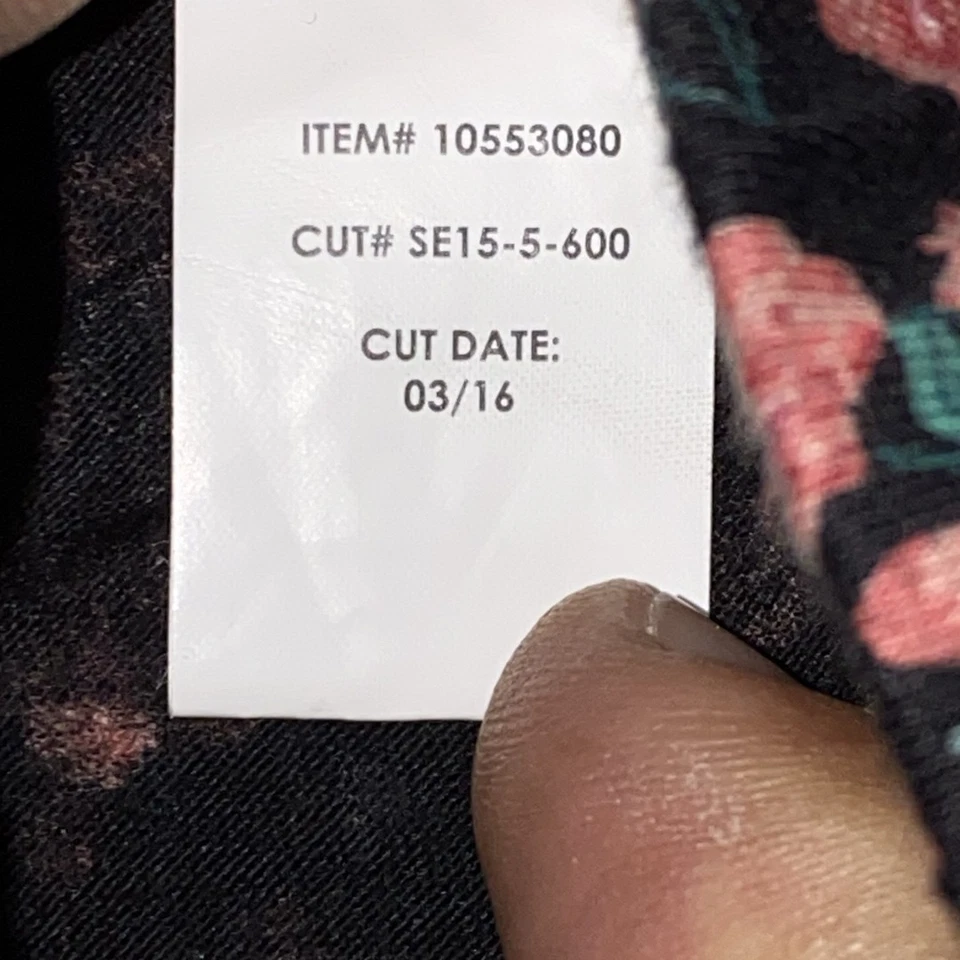 ITEM# 10553080
CUT# SE15-5-600
CUT DATE:
03/16